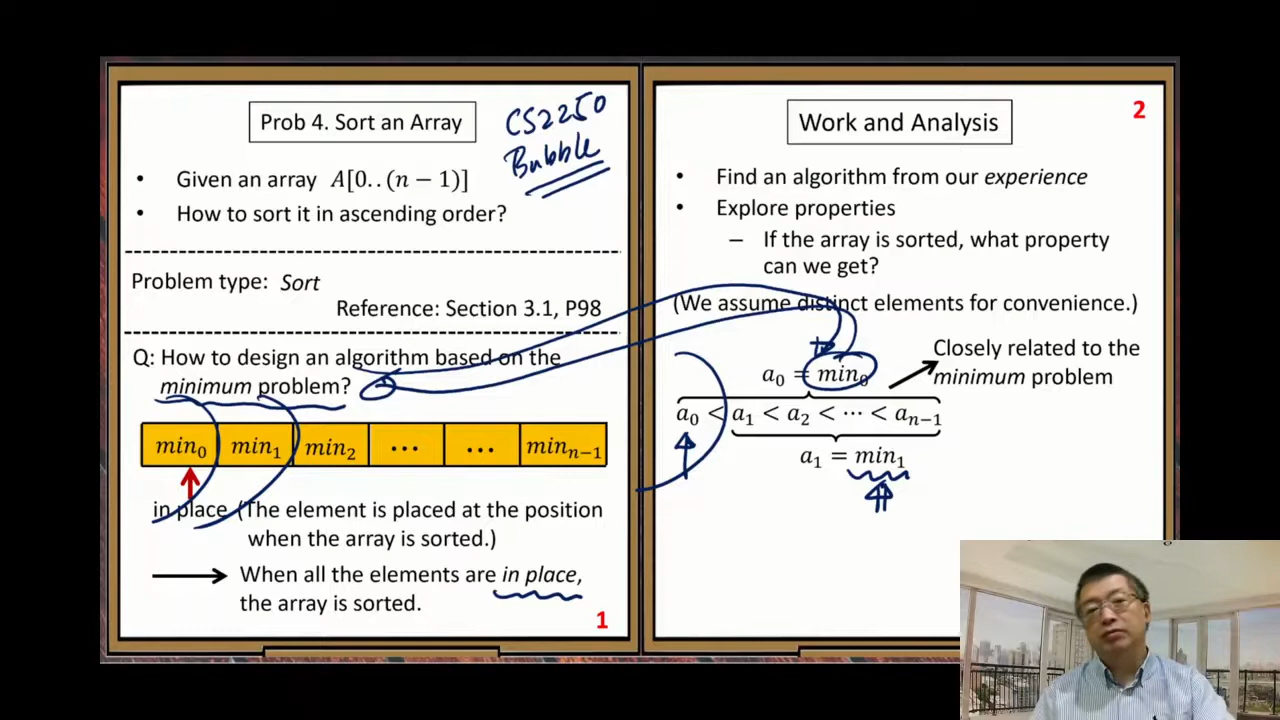 Prob 4. Sort an Array
CS2250
Bubble
• Given an array A[0..(n − 1)]
• How to sort it in ascending order?
Problem type: Sort
Reference: Section 3.1, P98
Q: How to design an algorithm based on the
minimum problem?
min₀ min₁ min₂ ⋯ ... minₙ₋₁
in place (The element is placed at the position
when the array is sorted.)
When all the elements are in place,
the array is sorted.
1
2
Work and Analysis
• Find an algorithm from our experience
• Explore properties
– If the array is sorted, what property
can we get?
(We assume distinct elements for convenience.)
Closely related to the
minimum problem
a₀ = min₀
a₀ < a₁ < a₂ < ⋯ < aₙ₋₁
a₁ = min₁